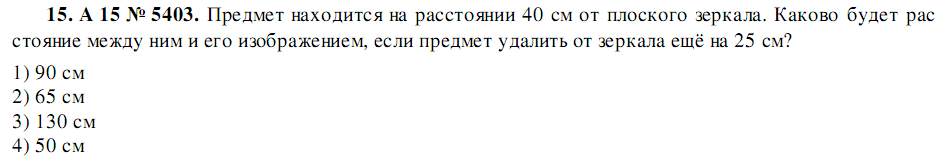 15. А 15 № 5403. Предмет находится на расстоянии 40 см от плоского зеркала. Каково будет рас
стояние между ним и его изображением, если предмет удалить от зеркала ещё на 25 см?
1) 90 см
2) 65 см
3) 130 см
4) 50 см